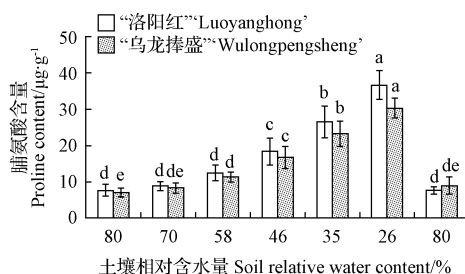 “洛阳红”‘Luoyanghong’
“乌龙捧盛”‘Wulongpengsheng’
脯氨酸含量
Proline content/μg·g-1
50
40
30
20
10
0
d e d de d d c c b b a a d de
80 70 58 46 35 26 80
土壤相对含水量 Soil relative water content/%